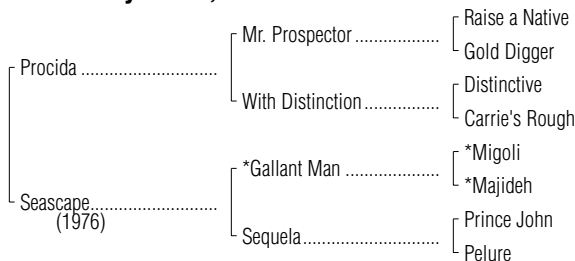 Raise a Native
Mr. Prospector ..................
Gold Digger
Procida .............................
Distinctive
With Distinction ................
Carrie's Rough
*Migoli
*Gallant Man ....................
*Majideh
Seascape ...........................
(1976)
Prince John
Sequela .............................
Pelure